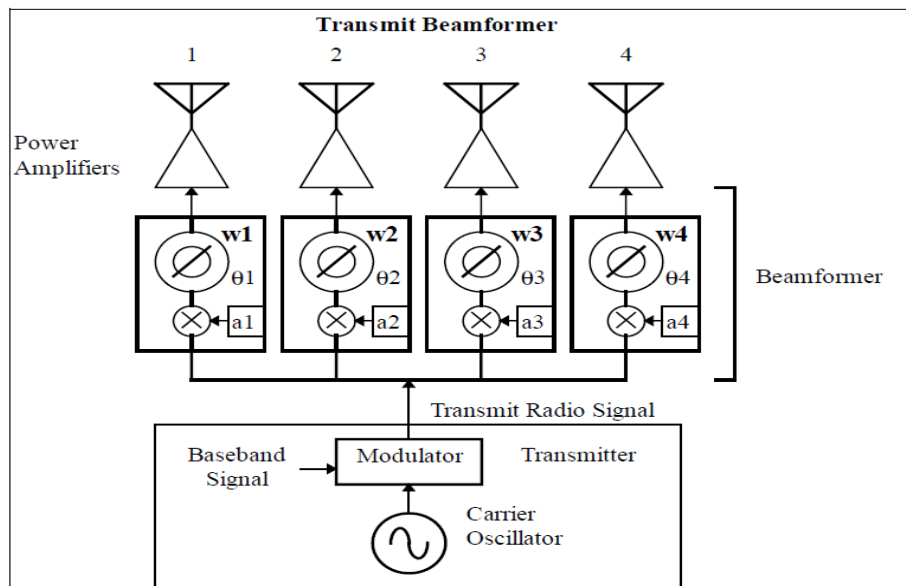 Transmit Beamformer
1 2 3 4
Power
Amplifiers
w1 w2 w3 w4
θ1 θ2 θ3 θ4
Beamformer
a1 a2 a3 a4
Transmit Radio Signal
Baseband
Signal
Modulator
Transmitter
Carrier
Oscillator